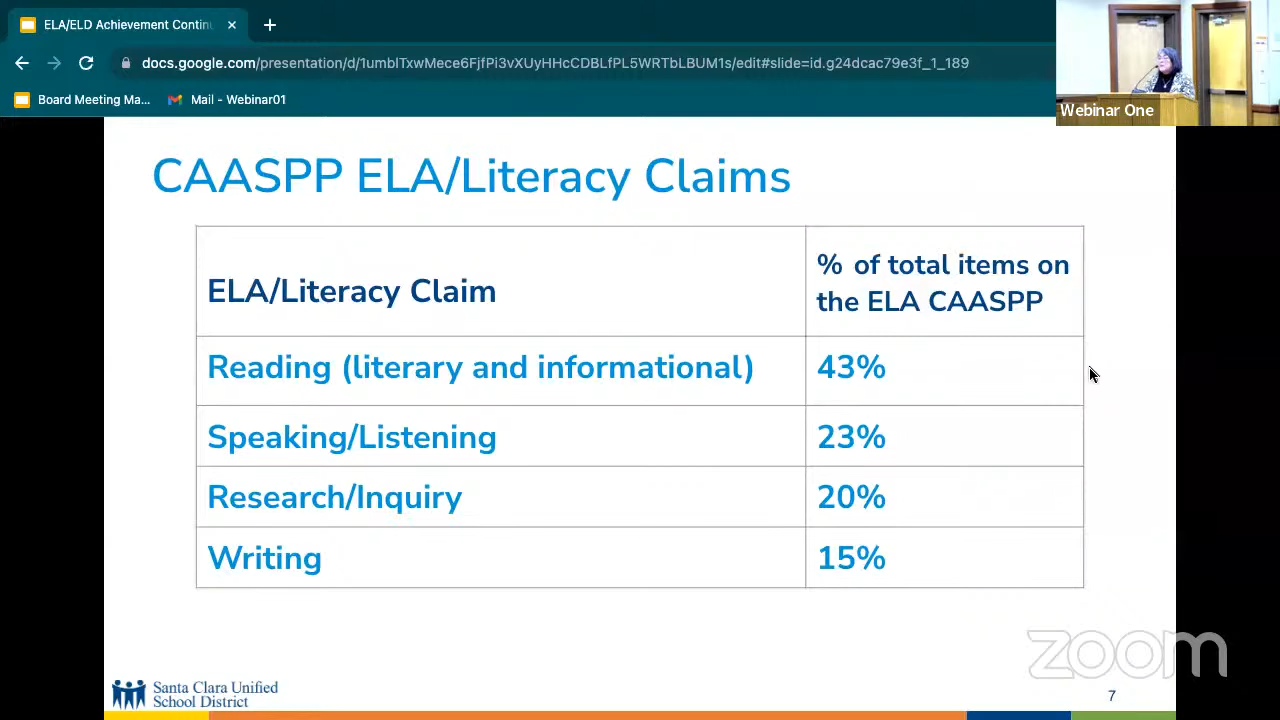 ELA/ELD Achievement Contin
docs.google.com/presentation/d/1umbITxwMece6FjfPi3vXUyHHcCDBLfPL5WRTbLBUM1s/edit#slide=id.g24dcac79e3f_1_189
Board Meeting Ma...
Mail - Webinar01
Webinar One
CAASPP ELA/Literacy Claims
ELA/Literacy Claim
% of total items on
the ELA CAASPP
Reading (literary and informational)
43%
Speaking/Listening
23%
Research/Inquiry
20%
Writing
15%
zoom
Santa Clara Unified
School District
7